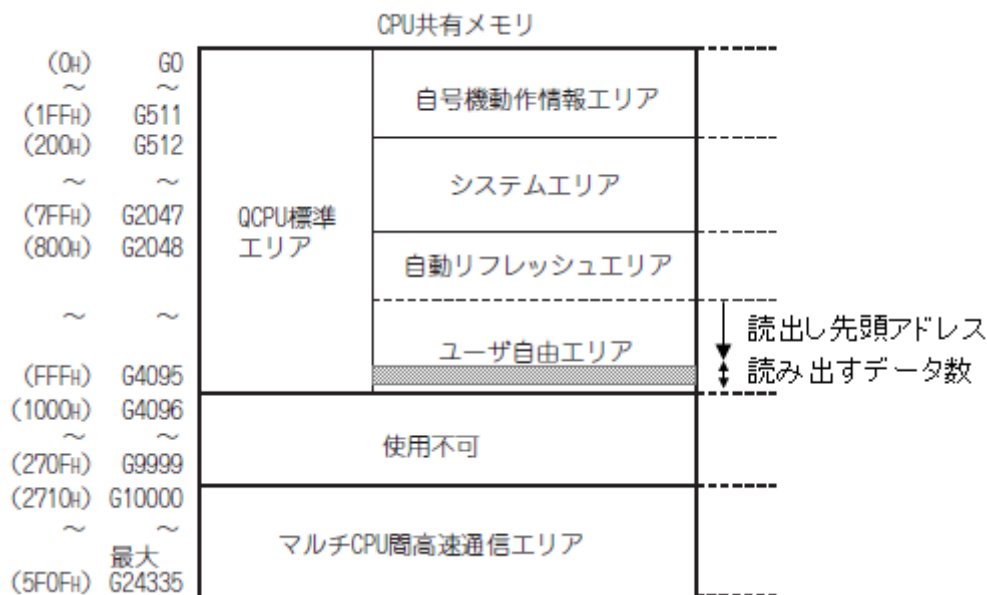 CPU共有メモリ
(0H) G0
～ ～
自号機動作情報エリア
(1FFH) G511
(200H) G512
～ ～
システムエリア
(7FFH) G2047
QCPU標準
エリア
(800H) G2048
自動リフレッシュエリア
～ ～
読出し先頭アドレス
ユーザ自由エリア
読み出すデータ数
(FFFH) G4095
(1000H) G4096
～ ～
使用不可
(270FH) G9999
(2710H) G10000
～ ～
マルチCPU間高速通信エリア
最大
(5F0FH) G24335